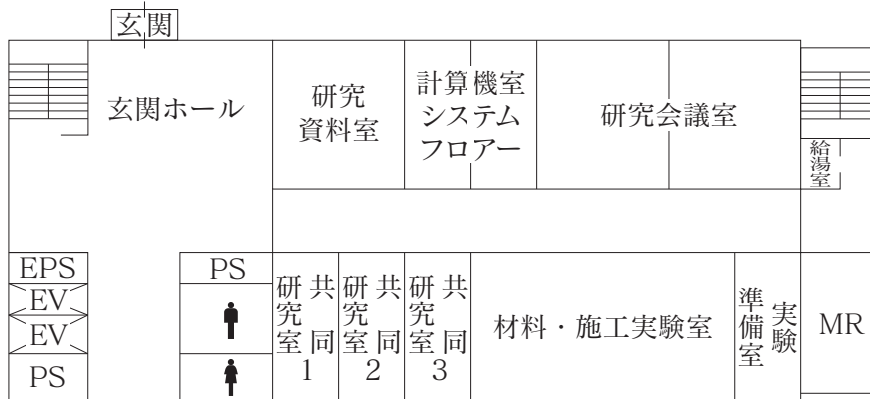 玄関
玄関ホール
研究
資料室
計算機室
システム
フロアー
研究会議室
給湯室
EPS
EV
EV
PS
PS
共同
研究室
1
共同
研究室
2
共同
研究室
3
材料・施工実験室
実験
準備室
MR